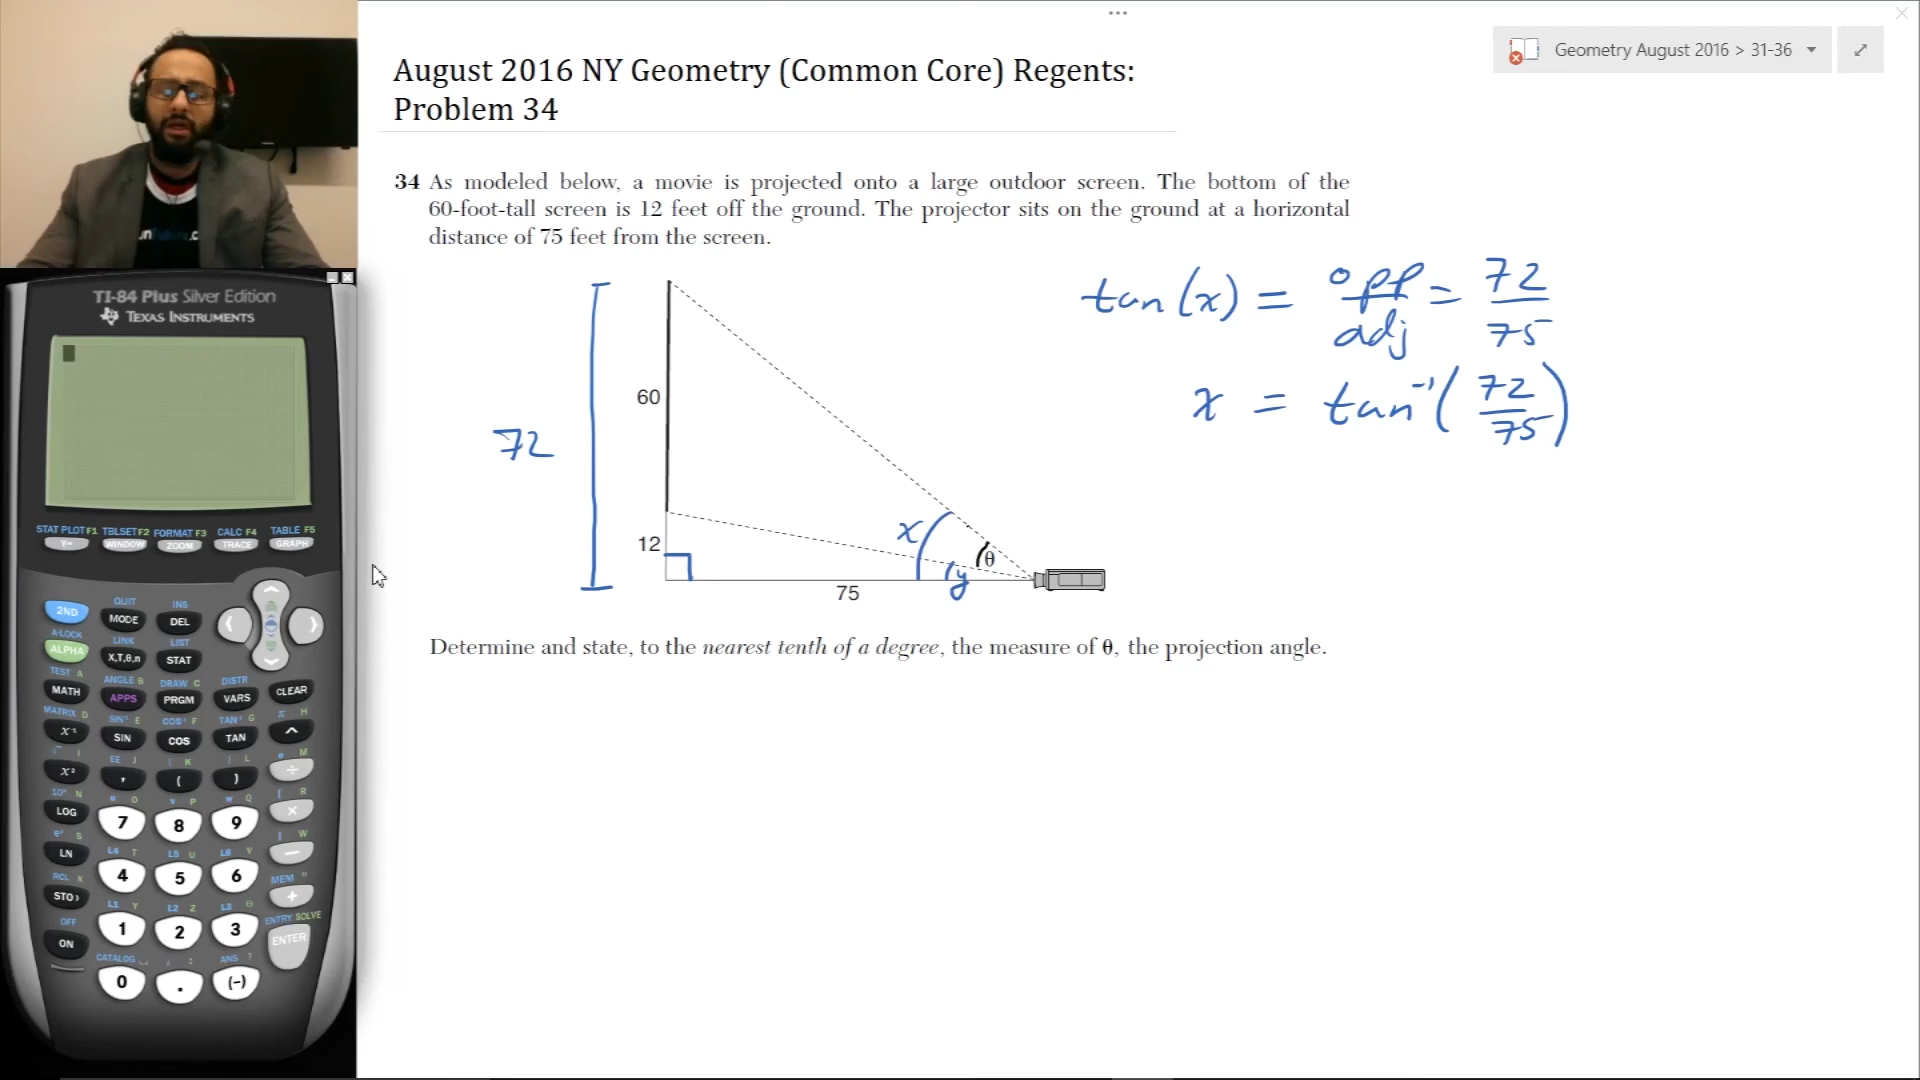 Geometry August 2016 > 31-36
August 2016 NY Geometry (Common Core) Regents:
Problem 34
34 As modeled below, a movie is projected onto a large outdoor screen. The bottom of the
60-foot-tall screen is 12 feet off the ground. The projector sits on the ground at a horizontal
distance of 75 feet from the screen.
72
60
12
75
x
y
θ
tan(x) = opp/adj = 72/75
x = tan⁻¹(72/75)
Determine and state, to the nearest tenth of a degree, the measure of θ, the projection angle.
TI-84 Plus Silver Edition
TEXAS INSTRUMENTS
STAT PLOT F1 TBLSET F2 FORMAT F3 CALC F4 TABLE F5
Y= WINDOW ZOOM TRACE GRAPH
QUIT INS
2ND MODE DEL
A-LOCK LINK LIST
ALPHA X,T,θ,n STAT
TEST A ANGLE B DRAW C DISTR
MATH APPS PRGM VARS CLEAR
MATRIX D SIN⁻¹ E COS⁻¹ F TAN⁻¹ G π H
x⁻¹ SIN COS TAN ^
√ I EE J { K } L e M
x² , ( ) ÷
10ˣ N u O v P w Q [ R
LOG 7 8 9 ×
eˣ S L4 T L5 U L6 V ] W
LN 4 5 6 −
RCL X L1 Y L2 Z L3 θ MEM "
STO› 1 2 3 +
OFF CATALOG ⎵ i : ANS ? ENTRY SOLVE
ON 0 . (-) ENTER